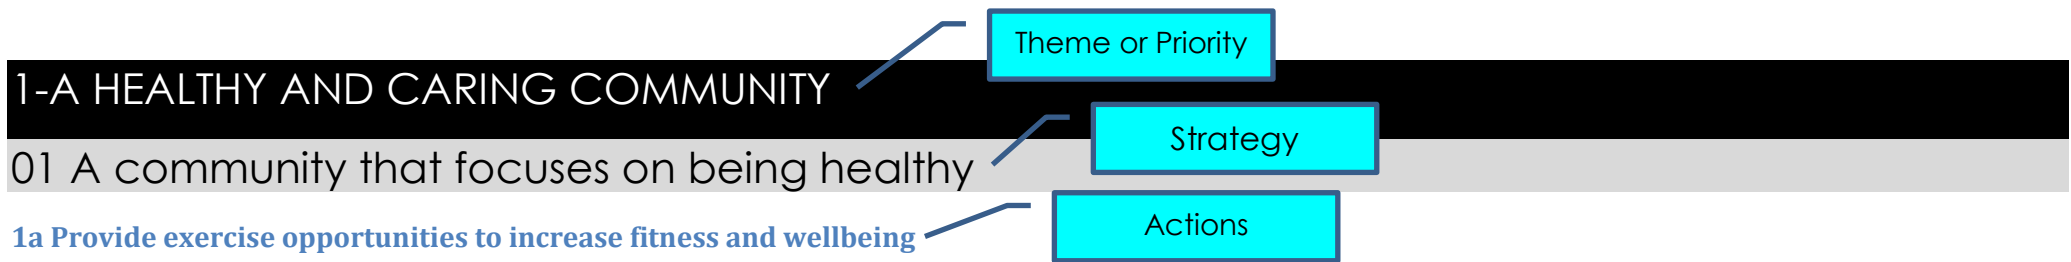 Theme or Priority
1-A HEALTHY AND CARING COMMUNITY
Strategy
01 A community that focuses on being healthy
Actions
1a Provide exercise opportunities to increase fitness and wellbeing